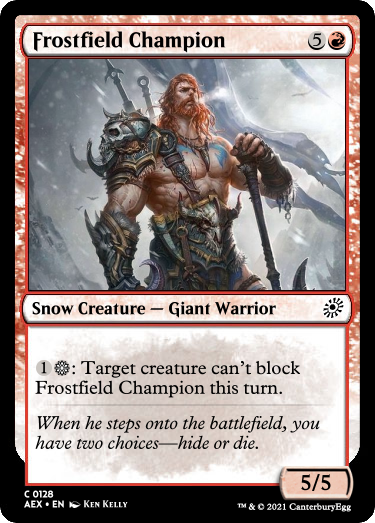 Frostfield Champion 5
Snow Creature — Giant Warrior
1 : Target creature can't block
Frostfield Champion this turn.
When he steps onto the battlefield, you
have two choices—hide or die.
5/5
C 0128
AEX • EN KEN KELLY
™ & © 2021 CanterburyEgg